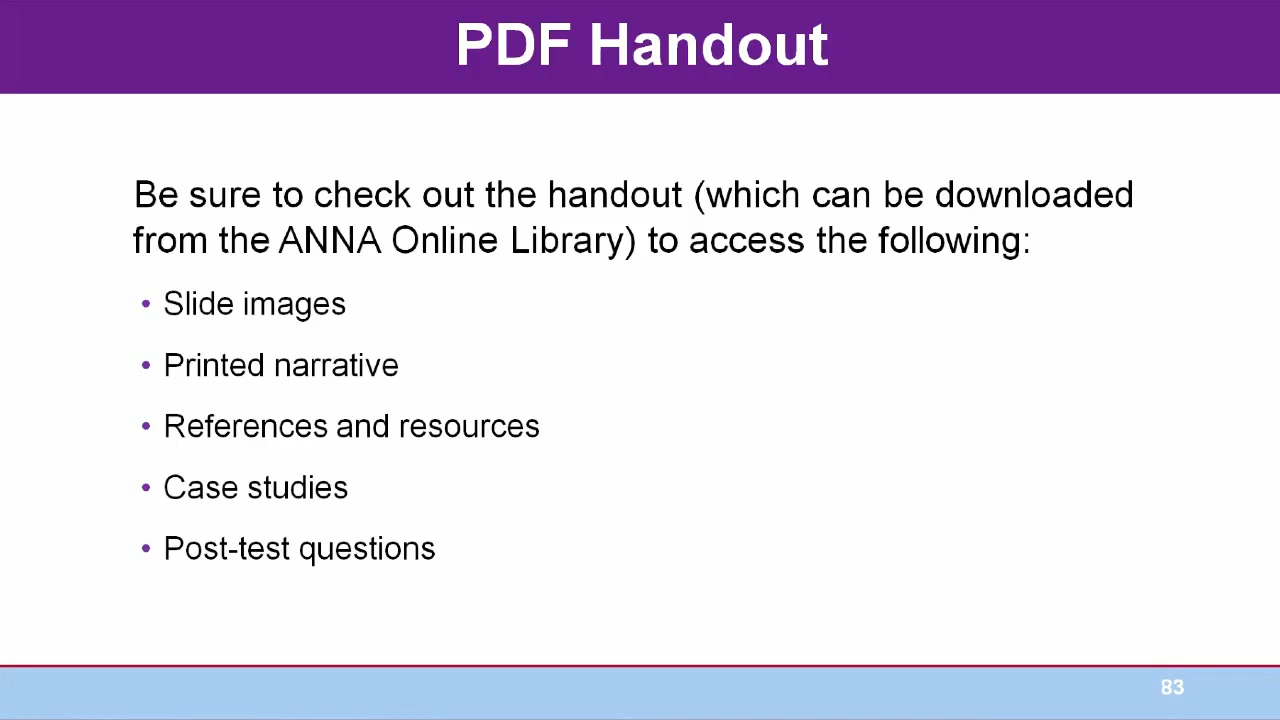 PDF Handout
Be sure to check out the handout (which can be downloaded
from the ANNA Online Library) to access the following:
• Slide images
• Printed narrative
• References and resources
• Case studies
• Post-test questions
83